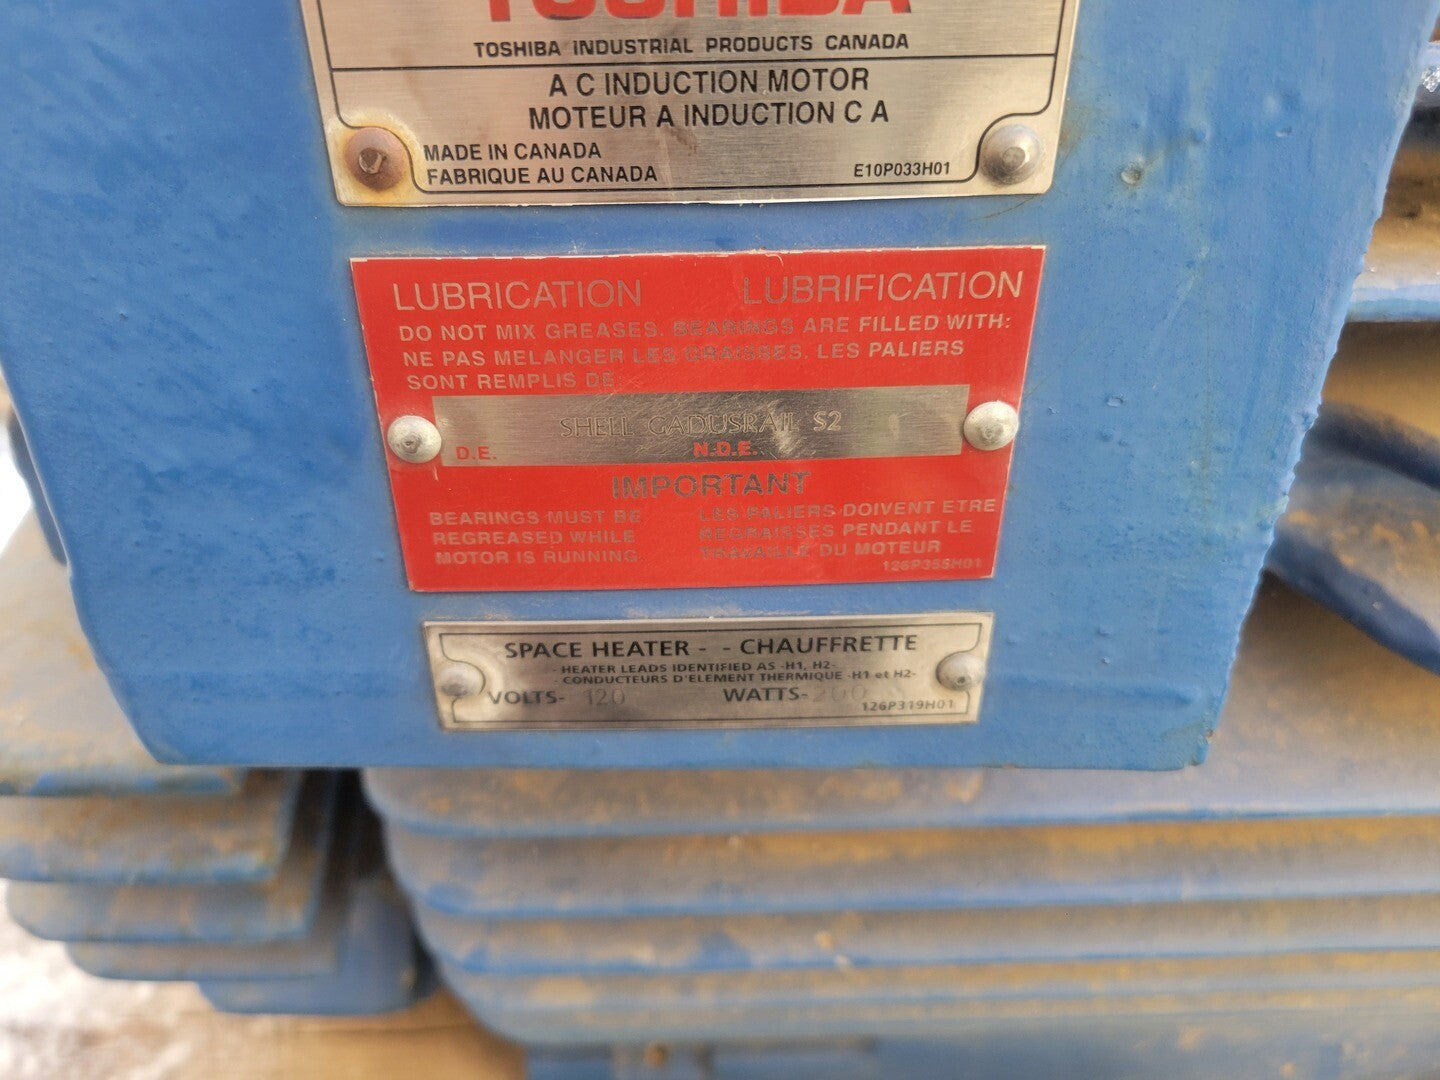 TOSHIBA
TOSHIBA INDUSTRIAL PRODUCTS CANADA
A C INDUCTION MOTOR
MOTEUR A INDUCTION C A
MADE IN CANADA
FABRIQUE AU CANADA
E10P033H01
LUBRICATION LUBRIFICATION
DO NOT MIX GREASES. BEARINGS ARE FILLED WITH:
NE PAS MELANGER LES GRAISSES. LES PALIERS
SONT REMPLIS DE
SHELL GADUSRAIL S2
D.E. N.D.E.
IMPORTANT
BEARINGS MUST BE
REGREASED WHILE
MOTOR IS RUNNING
LES PALIERS DOIVENT ETRE
REGRAISSES PENDANT LE
TRAVAILLE DU MOTEUR
126P355H01
SPACE HEATER - - CHAUFFRETTE
- HEATER LEADS IDENTIFIED AS -H1, H2-
- CONDUCTEURS D'ELEMENT THERMIQUE -H1 et H2-
VOLTS- 120 WATTS- 200
126P319H01